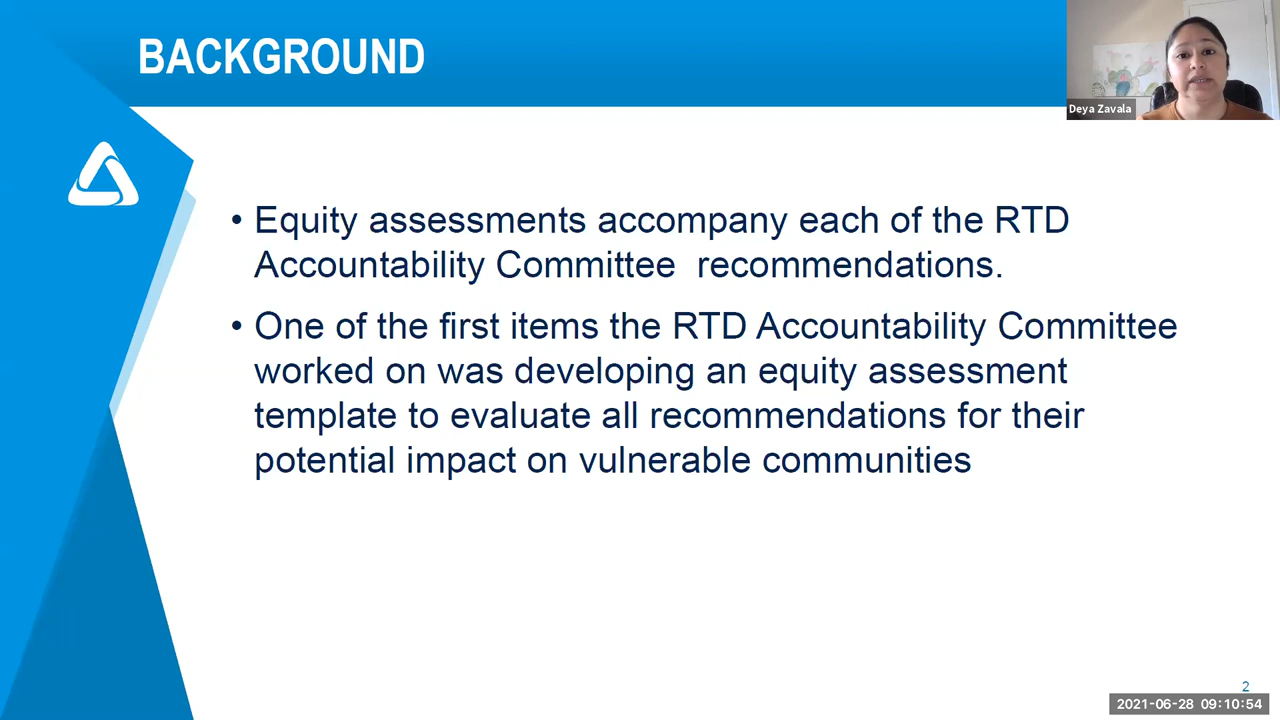 BACKGROUND
Deya Zavala
• Equity assessments accompany each of the RTD
Accountability Committee  recommendations.
• One of the first items the RTD Accountability Committee
worked on was developing an equity assessment
template to evaluate all recommendations for their
potential impact on vulnerable communities
2
2021-06-28 09:10:54